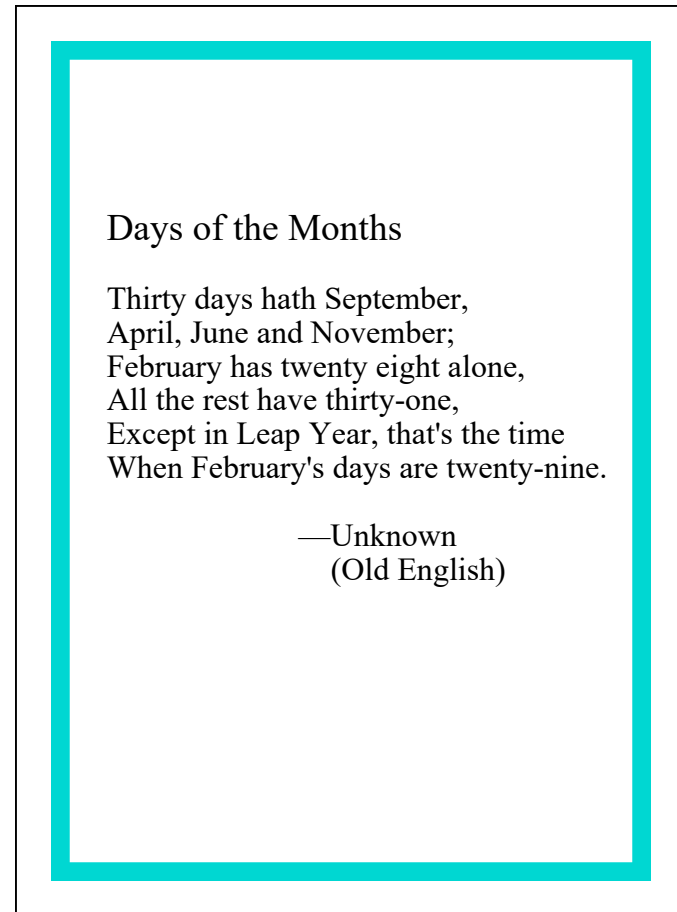 Days of the Months
Thirty days hath September,
April, June and November;
February has twenty eight alone,
All the rest have thirty-one,
Except in Leap Year, that's the time
When February's days are twenty-nine.
—Unknown
(Old English)